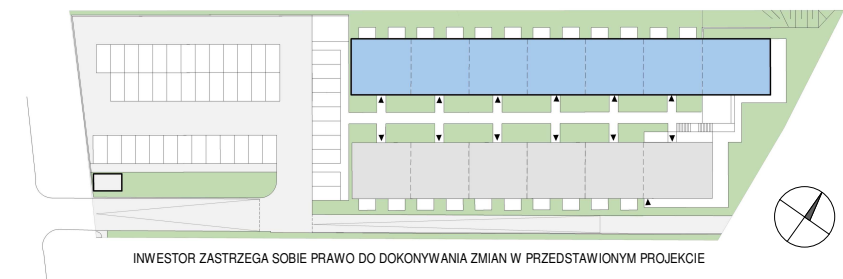 INWESTOR ZASTRZEGA SOBIE PRAWO DO DOKONYWANIA ZMIAN W PRZEDSTAWIONYM PROJEKCIE